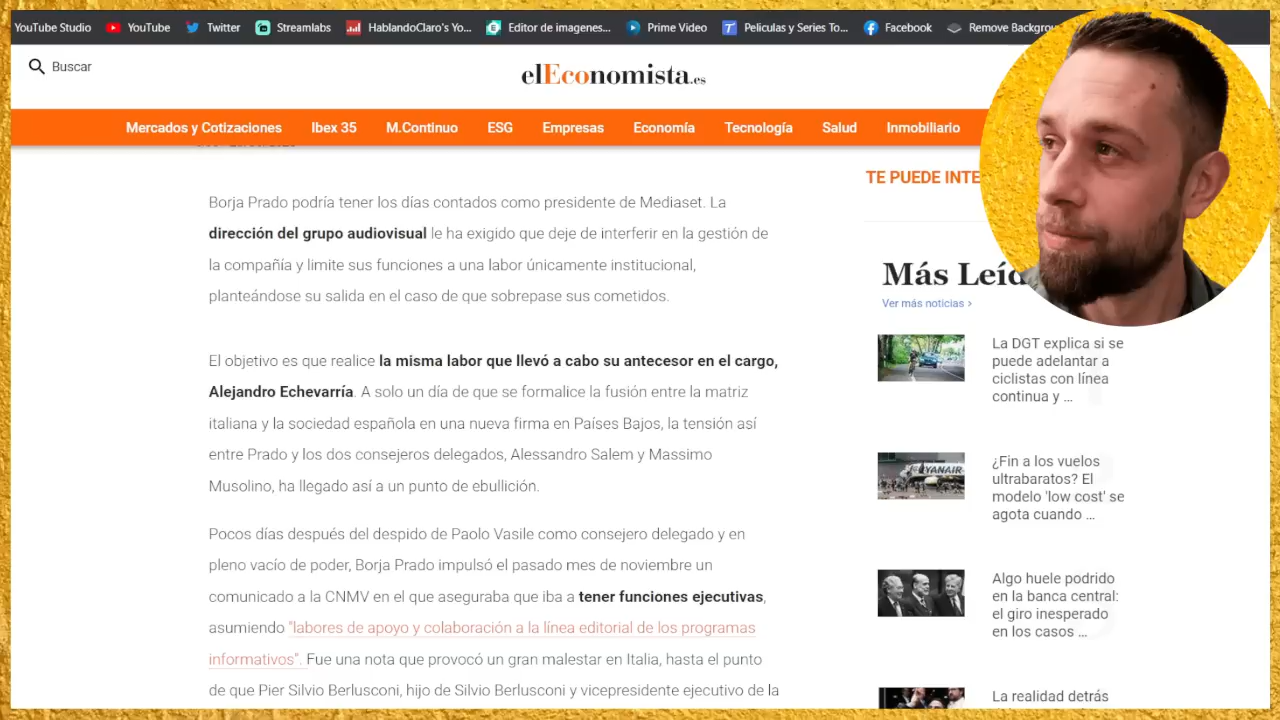 YouTube Studio
YouTube
Twitter
Streamlabs
HablandoClaro's Yo...
Editor de imagenes...
Prime Video
Peliculas y Series To...
Facebook
Remove Backgrou
Buscar
elEconomista.es
Mercados y Cotizaciones
Ibex 35
M.Continuo
ESG
Empresas
Economía
Tecnología
Salud
Inmobiliario
Borja Prado podría tener los días contados como presidente de Mediaset. La
dirección del grupo audiovisual le ha exigido que deje de interferir en la gestión de
la compañía y limite sus funciones a una labor únicamente institucional,
planteándose su salida en el caso de que sobrepase sus cometidos.
El objetivo es que realice la misma labor que llevó a cabo su antecesor en el cargo,
Alejandro Echevarría. A solo un día de que se formalice la fusión entre la matriz
italiana y la sociedad española en una nueva firma en Países Bajos, la tensión así
entre Prado y los dos consejeros delegados, Alessandro Salem y Massimo
Musolino, ha llegado así a un punto de ebullición.
Pocos días después del despido de Paolo Vasile como consejero delegado y en
pleno vacío de poder, Borja Prado impulsó el pasado mes de noviembre un
comunicado a la CNMV en el que aseguraba que iba a tener funciones ejecutivas,
asumiendo "labores de apoyo y colaboración a la línea editorial de los programas
informativos". Fue una nota que provocó un gran malestar en Italia, hasta el punto
de que Pier Silvio Berlusconi, hijo de Silvio Berlusconi y vicepresidente ejecutivo de la
TE PUEDE INTE
Más Leíd
Ver más noticias >
La DGT explica si se
puede adelantar a
ciclistas con línea
continua y ...
RYANAIR
¿Fin a los vuelos
ultrabaratos? El
modelo 'low cost' se
agota cuando ...
Algo huele podrido
en la banca central:
el giro inesperado
en los casos ...
La realidad detrás